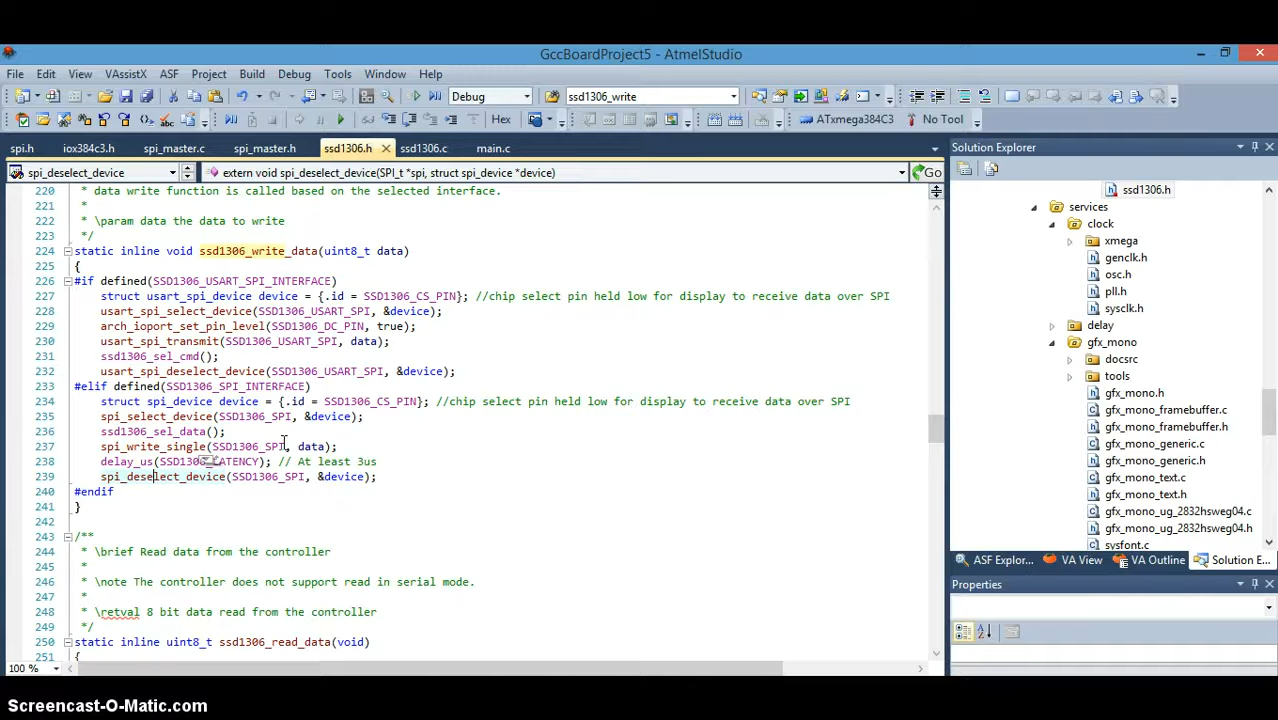 GccBoardProject5 - AtmelStudio
File Edit View VAssistX ASF Project Build Debug Tools Window Help
Debug ssd1306_write
Hex ATxmega384C3 No Tool
spi.h iox384c3.h spi_master.c spi_master.h ssd1306.h ssd1306.c main.c
spi_deselect_device extern void spi_deselect_device(SPI_t *spi, struct spi_device *device) Go
220 * data write function is called based on the selected interface.
221 *
222 * \param data the data to write
223 */
224 static inline void ssd1306_write_data(uint8_t data)
225 {
226 #if defined(SSD1306_USART_SPI_INTERFACE)
227 struct usart_spi_device device = {.id = SSD1306_CS_PIN}; //chip select pin held low for display to receive data over SPI
228 usart_spi_select_device(SSD1306_USART_SPI, &device);
229 arch_ioport_set_pin_level(SSD1306_DC_PIN, true);
230 usart_spi_transmit(SSD1306_USART_SPI, data);
231 ssd1306_sel_cmd();
232 usart_spi_deselect_device(SSD1306_USART_SPI, &device);
233 #elif defined(SSD1306_SPI_INTERFACE)
234 struct spi_device device = {.id = SSD1306_CS_PIN}; //chip select pin held low for display to receive data over SPI
235 spi_select_device(SSD1306_SPI, &device);
236 ssd1306_sel_data();
237 spi_write_single(SSD1306_SPI, data);
238 delay_us(SSD1306_LATENCY); // At least 3us
239 spi_deselect_device(SSD1306_SPI, &device);
240 #endif
241 }
242
243 /**
244 * \brief Read data from the controller
245 *
246 * \note The controller does not support read in serial mode.
247 *
248 * \retval 8 bit data read from the controller
249 */
250 static inline uint8_t ssd1306_read_data(void)
251 {
100 %
Solution Explorer
ssd1306.h
services
clock
xmega
genclk.h
osc.h
pll.h
sysclk.h
delay
gfx_mono
docsrc
tools
gfx_mono.h
gfx_mono_framebuffer.c
gfx_mono_framebuffer.h
gfx_mono_generic.c
gfx_mono_generic.h
gfx_mono_text.c
gfx_mono_text.h
gfx_mono_ug_2832hsweg04.c
gfx_mono_ug_2832hsweg04.h
sysfont.c
ASF Explor... VA View VA Outline Solution E...
Properties
Screencast-O-Matic.com